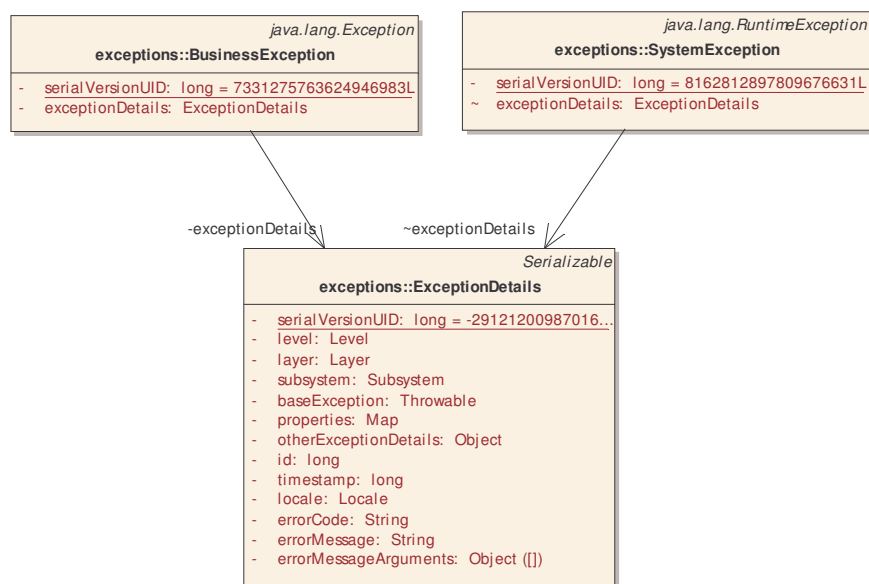 java.lang.Exception
exceptions::BusinessException
- serialVersionUID: long = 7331275763624946983L
- exceptionDetails: ExceptionDetails
java.lang.RuntimeException
exceptions::SystemException
- serialVersionUID: long = 8162812897809676631L
~ exceptionDetails: ExceptionDetails
-exceptionDetails
~exceptionDetails
Serializable
exceptions::ExceptionDetails
- serialVersionUID: long = -29121200987016...
- level: Level
- layer: Layer
- subsystem: Subsystem
- baseException: Throwable
- properties: Map
- otherExceptionDetails: Object
- id: long
- timestamp: long
- locale: Locale
- errorCode: String
- errorMessage: String
- errorMessageArguments: Object ([])